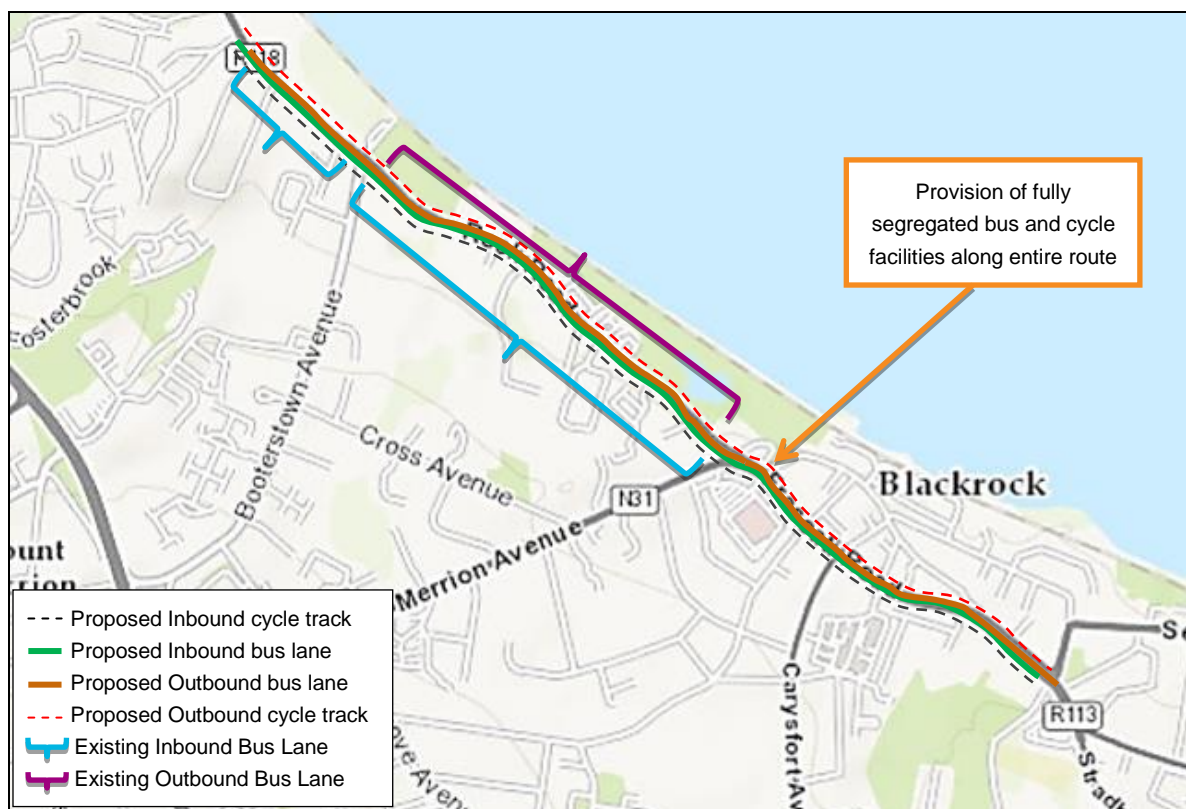 Provision of fully
segregated bus and cycle
facilities along entire route
Fosterbrook
Booterstown Avenue
Cross Avenue
Blackrock
N31
Merrion Avenue
Carysfort Av
R113
Proposed Inbound cycle track
Proposed Inbound bus lane
Proposed Outbound bus lane
Proposed Outbound cycle track
Existing Inbound Bus Lane
Existing Outbound Bus Lane